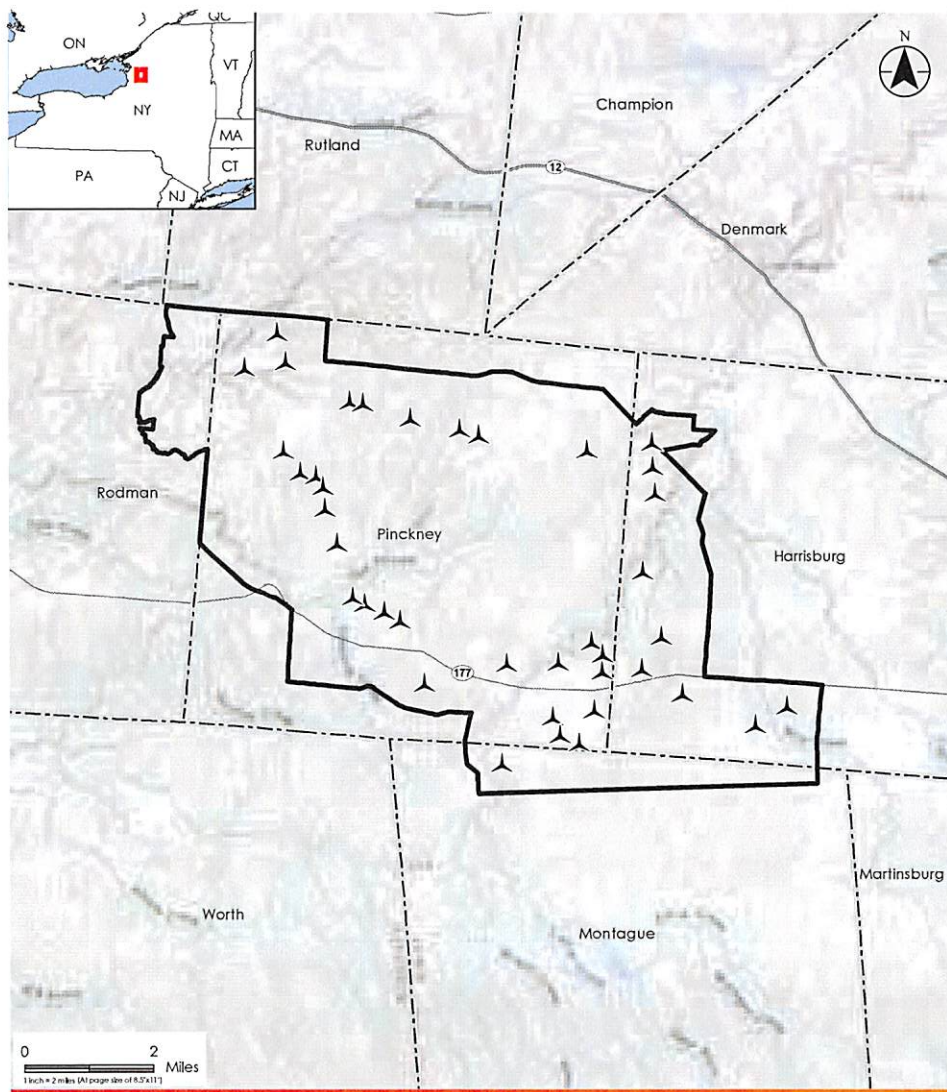 QC
ON
VT
NY
MA
CT
PA
NJ
N
Champion
Rutland
12
Denmark
Rodman
Pinckney
Harrisburg
177
Martinsburg
Worth
Montague
0 2
Miles
1 inch = 2 miles (At page size of 8.5"x11")